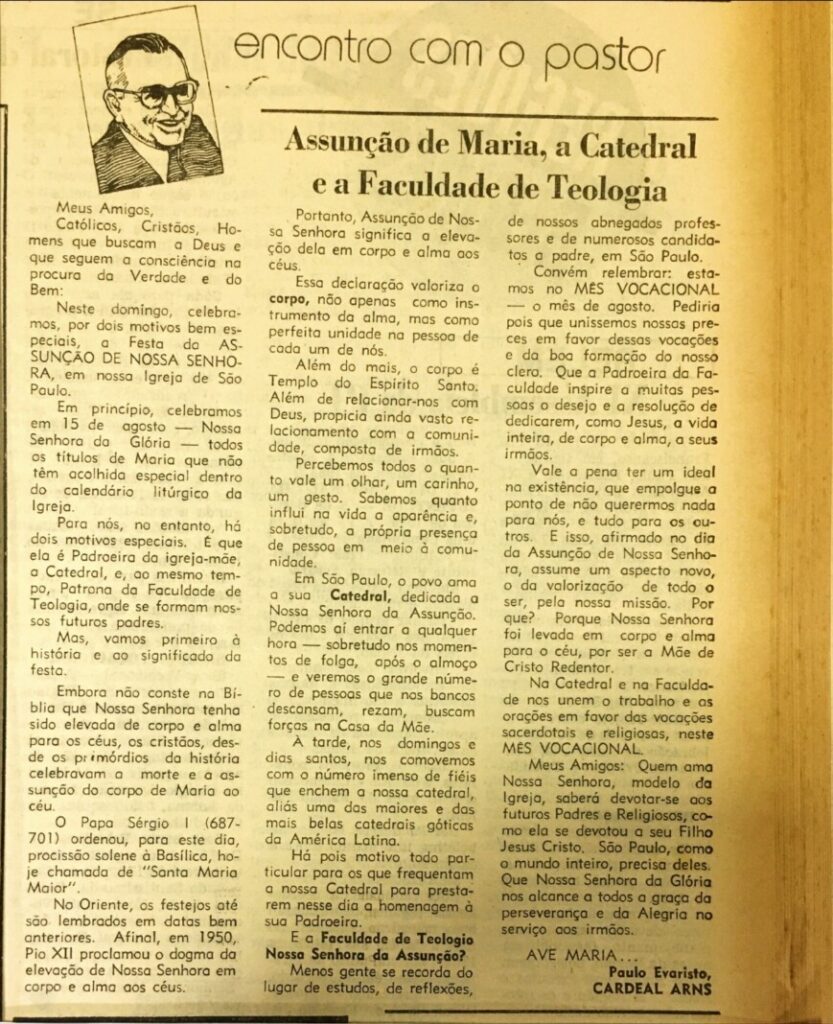 encontro com o pastor
Assunção de Maria, a Catedral
e a Faculdade de Teologia
Meus Amigos,
Católicos, Cristãos, Ho-
mens que buscam a Deus e
que seguem a consciência na
procura da Verdade e do
Bem:
Neste domingo, celebra-
mos, por dois motivos bem es-
peciais, a Festa da AS-
SUNÇÃO DE NOSSA SENHO-
RA, em nossa Igreja de São
Paulo.
Em princípio, celebramos
em 15 de agosto — Nossa
Senhora da Glória — todos
os títulos de Maria que não
têm acolhida especial dentro
do calendário litúrgico da
Igreja.
Para nós, no entanto, há
dois motivos especiais. É que
ela é Padroeira da igreja-mãe,
a Catedral, e, ao mesmo tem-
po, Patrona da Faculdade de
Teologia, onde se formam nos-
sos futuros padres.
Mas, vamos primeiro à
história e ao significado da
festa.
Embora não conste na Bí-
blia que Nossa Senhora tenha
sido elevada de corpo e alma
para os céus, os cristãos, des-
de os primórdios da história
celebravam a morte e a as-
sunção do corpo de Maria ao
céu.
O Papa Sérgio I (687-
701) ordenou, para este dia,
procissão solene à Basílica, ho-
je chamada de "Santa Maria
Maior".
No Oriente, os festejos até
são lembrados em datas bem
anteriores. Afinal, em 1950,
Pio XII proclamou o dogma da
elevação de Nossa Senhora em
corpo e alma aos céus.
Portanto, Assunção de Nos-
sa Senhora significa a eleva-
ção dela em corpo e alma aos
céus.
Essa declaração valoriza o
corpo, não apenas como ins-
trumento da alma, mas como
perfeita unidade na pessoa de
cada um de nós.
Além do mais, o corpo é
Templo do Espírito Santo.
Além de relacionar-nos com
Deus, propicia ainda vasto re-
lacionamento com a comuni-
dade, composta de irmãos.
Percebemos todos o quan-
to vale um olhar, um carinho,
um gesto. Sabemos quanto
influi na vida a aparência e,
sobretudo, a própria presença
de pessoa em meio à comu-
nidade.
Em São Paulo, o povo ama
a sua Catedral, dedicada a
Nossa Senhora da Assunção.
Podemos aí entrar a qualquer
hora — sobretudo nos momen-
tos de folga, após o almoço
— e veremos o grande núme-
ro de pessoas que nos bancos
descansam, rezam, buscam
forças na Casa da Mãe.
À tarde, nos domingos e
dias santos, nos comovemos
com o número imenso de fiéis
que enchem a nossa catedral,
aliás uma das maiores e das
mais belas catedrais góticas
da América Latina.
Há pois motivo todo par-
ticular para os que frequentam
a nossa Catedral para presta-
rem nesse dia a homenagem à
sua Padroeira.
E a Faculdade de Teologio
Nossa Senhora da Assunção?
Menos gente se recorda do
lugar de estudos, de reflexões,
de nossos abnegados profes-
sores e de numerosos candida-
tos a padre, em São Paulo.
Convém relembrar: esta-
mos no MÊS VOCACIONAL
— o mês de agosto. Pediria
pois que unissemos nossas pre-
ces em favor dessas vocações
e da boa formação do nosso
clero. Que a Padroeira da Fa-
culdade inspire a muitas pes-
soas o desejo e a resolução de
dedicarem, como Jesus, a vida
inteira, de corpo e alma, a seus
irmãos.
Vale a pena ter um ideal
na existência, que empolgue a
ponto de não querermos nada
para nós, e tudo para os ou-
tros. E isso, afirmado no dia
da Assunção de Nossa Senho-
ra, assume um aspecto novo,
o da valorização de todo o
ser, pela nossa missão. Por
que? Porque Nossa Senhora
foi levada em corpo e alma
para o céu, por ser a Mãe de
Cristo Redentor.
Na Catedral e na Faculda-
de nos unem o trabalho e as
orações em favor das vocações
sacerdotais e religiosas, neste
MÊS VOCACIONAL.
Meus Amigos: Quem ama
Nossa Senhora, modelo da
Igreja, saberá devotar-se aos
futuros Padres e Religiosos, co-
mo ela se devotou a seu Filho
Jesus Cristo. São Paulo, como
o mundo inteiro, precisa deles.
Que Nossa Senhora da Glória
nos alcance a todos a graça da
perseverança e da Alegria no
serviço aos irmãos.
AVE MARIA...
Paulo Evaristo,
CARDEAL ARNS